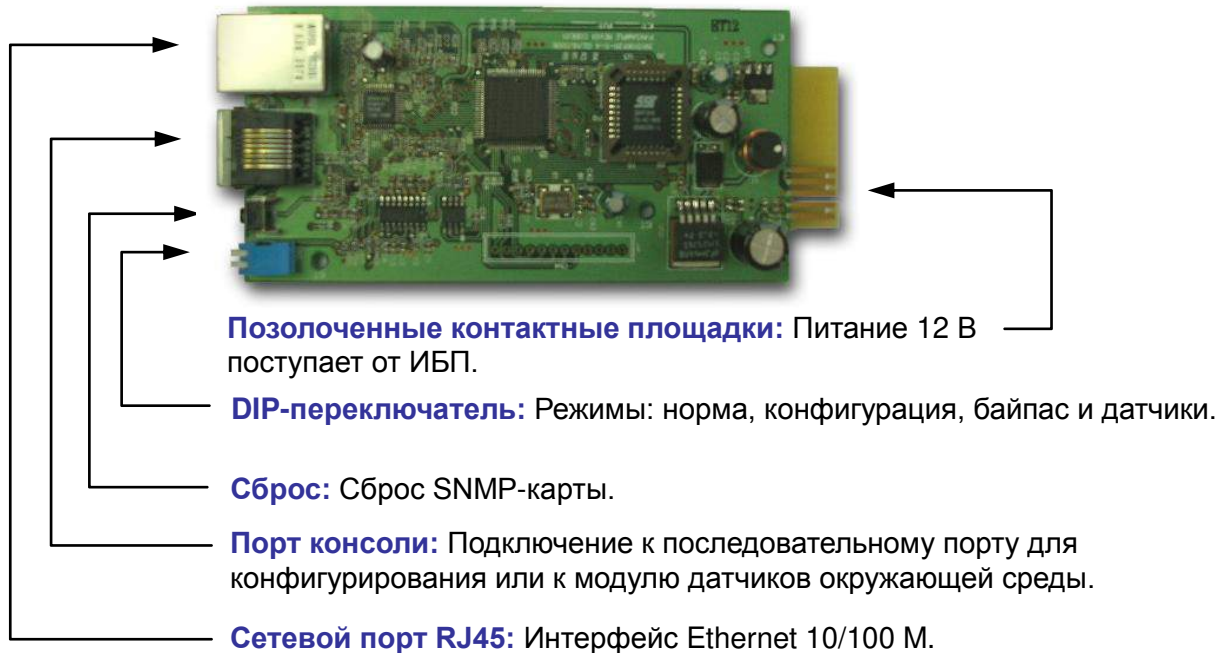 BT12
Позолоченные контактные площадки: Питание 12 В
поступает от ИБП.
DIP-переключатель: Режимы: норма, конфигурация, байпас и датчики.
Сброс: Сброс SNMP-карты.
Порт консоли: Подключение к последовательному порту для
конфигурирования или к модулю датчиков окружающей среды.
Сетевой порт RJ45: Интерфейс Ethernet 10/100 М.